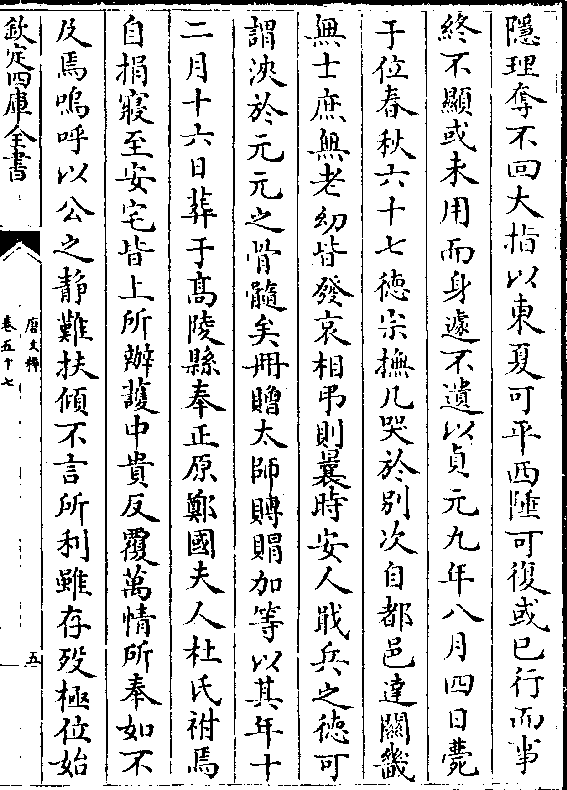 隱理奪不回大指以東夏可平西陲可復或已行而事
終不顯或未用而身遽不遺以貞元九年八月四日薨
于位春秋六十七德宗撫几哭於別次自都邑達關畿
無士庶無老幼皆發哀相弔則曩時安人戢兵之德可
謂浹於元元之骨髓矣冊贈太師賻賵加等以其年十
二月十六日葬于高陵縣奉正原鄭國夫人杜氏祔焉
自捐寢至安宅皆上所辦護中貴反覆萬情所奉如不
及焉嗚呼以公之靜難扶傾不言所利雖存歿極位始
欽定四庫全書
唐文粹
卷五十七
五